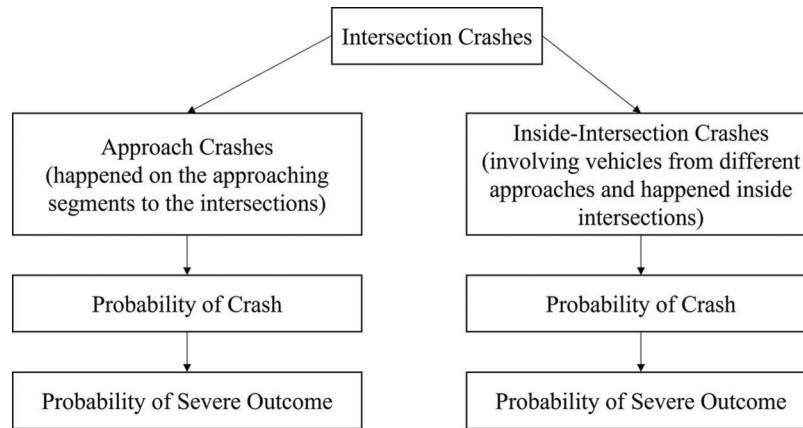 Intersection Crashes
Approach Crashes
(happened on the approaching
segments to the intersections)
Inside-Intersection Crashes
(involving vehicles from different
approaches and happened inside
intersections)
Probability of Crash
Probability of Crash
Probability of Severe Outcome
Probability of Severe Outcome